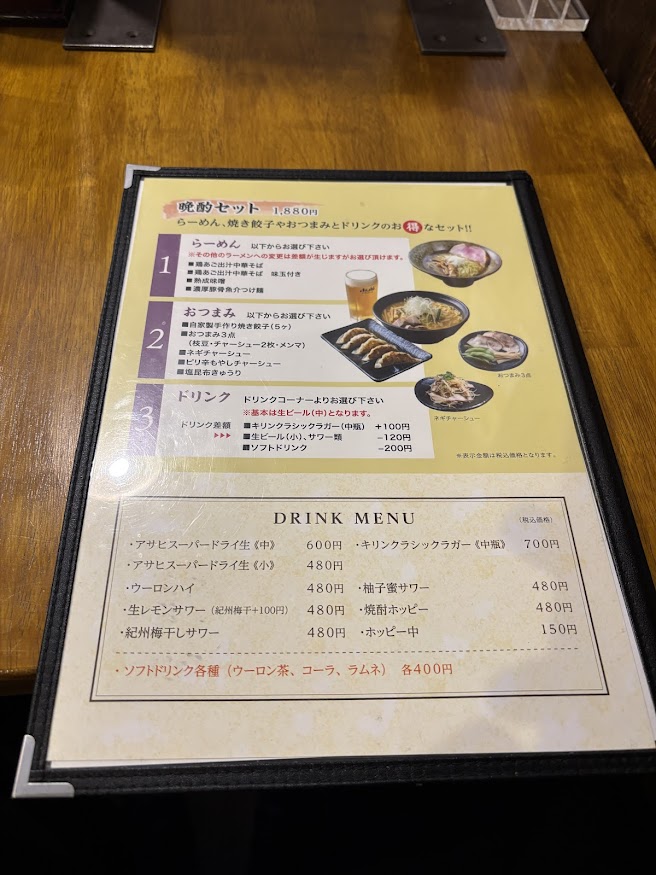 晩酌セット 1,880円
らーめん、焼き餃子やおつまみとドリンクのお得なセット!!
1 らーめん 以下からお選び下さい
※その他のラーメンへの変更は差額が生じますがお選び頂けます。
■鶏あご出汁中華そば
■鶏あご出汁中華そば 味玉付き
■熟成味噌
■濃厚豚骨魚介つけ麺
2 おつまみ 以下からお選び下さい
■自家製手作り焼き餃子(5ヶ)
■おつまみ3点
(枝豆・チャーシュー2枚・メンマ)
■ネギチャーシュー
■ピリ辛もやしチャーシュー
■塩昆布きゅうり
おつまみ3点
ネギチャーシュー
3 ドリンク ドリンクコーナーよりお選び下さい
※基本は生ビール(中)となります。
ドリンク差額 ■キリンクラシックラガー(中瓶) +100円
▶▶▶ ■生ビール(小)、サワー類 −120円
■ソフトドリンク −200円
※表示金額は税込価格となります。
DRINK MENU (税込価格)
・アサヒスーパードライ生《中》 600円 ・キリンクラシックラガー《中瓶》 700円
・アサヒスーパードライ生《小》 480円
・ウーロンハイ 480円 ・柚子蜜サワー 480円
・生レモンサワー(紀州梅干+100円) 480円 ・焼酎ホッピー 480円
・紀州梅干しサワー 480円 ・ホッピー中 150円
・ソフトドリンク各種(ウーロン茶、コーラ、ラムネ) 各400円